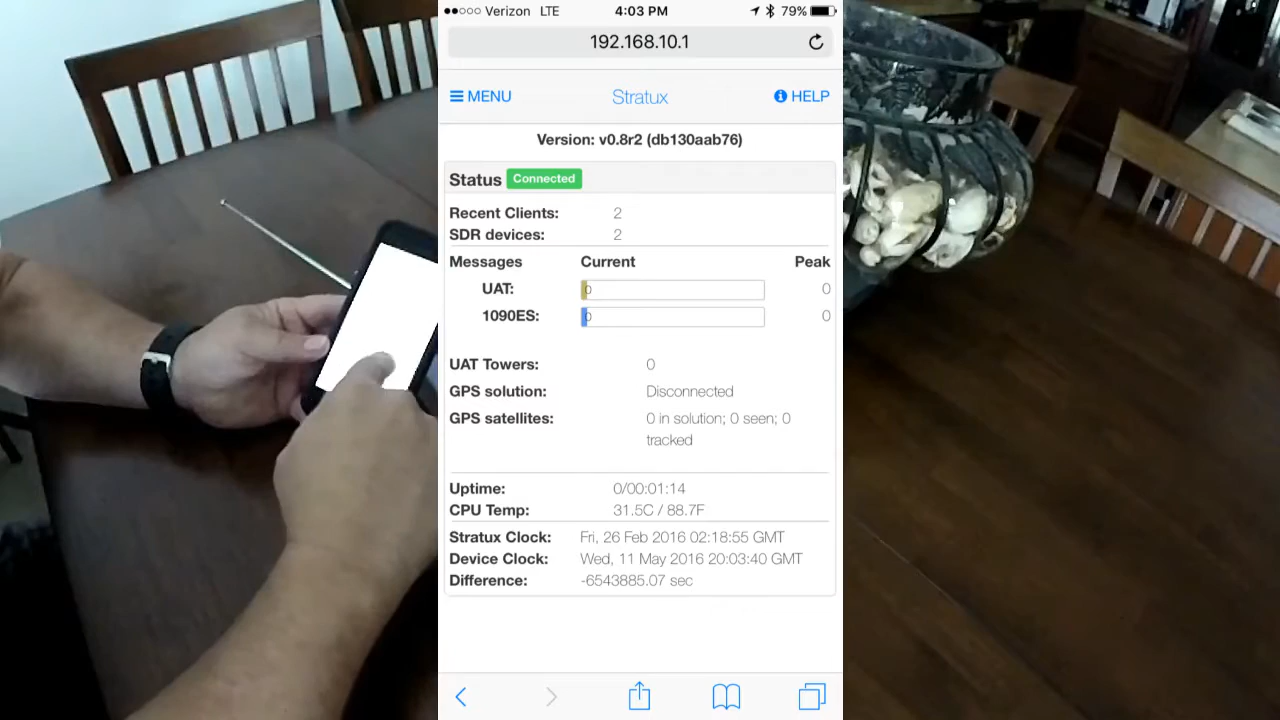 Verizon LTE 4:03 PM 79%
192.168.10.1
MENU Stratux HELP
Version: v0.8r2 (db130aab76)
Status Connected
Recent Clients: 2
SDR devices: 2
Messages Current Peak
UAT: 0 0
1090ES: 0 0
UAT Towers: 0
GPS solution: Disconnected
GPS satellites: 0 in solution; 0 seen; 0
tracked
Uptime: 0/00:01:14
CPU Temp: 31.5C / 88.7F
Stratux Clock: Fri, 26 Feb 2016 02:18:55 GMT
Device Clock: Wed, 11 May 2016 20:03:40 GMT
Difference: -6543885.07 sec